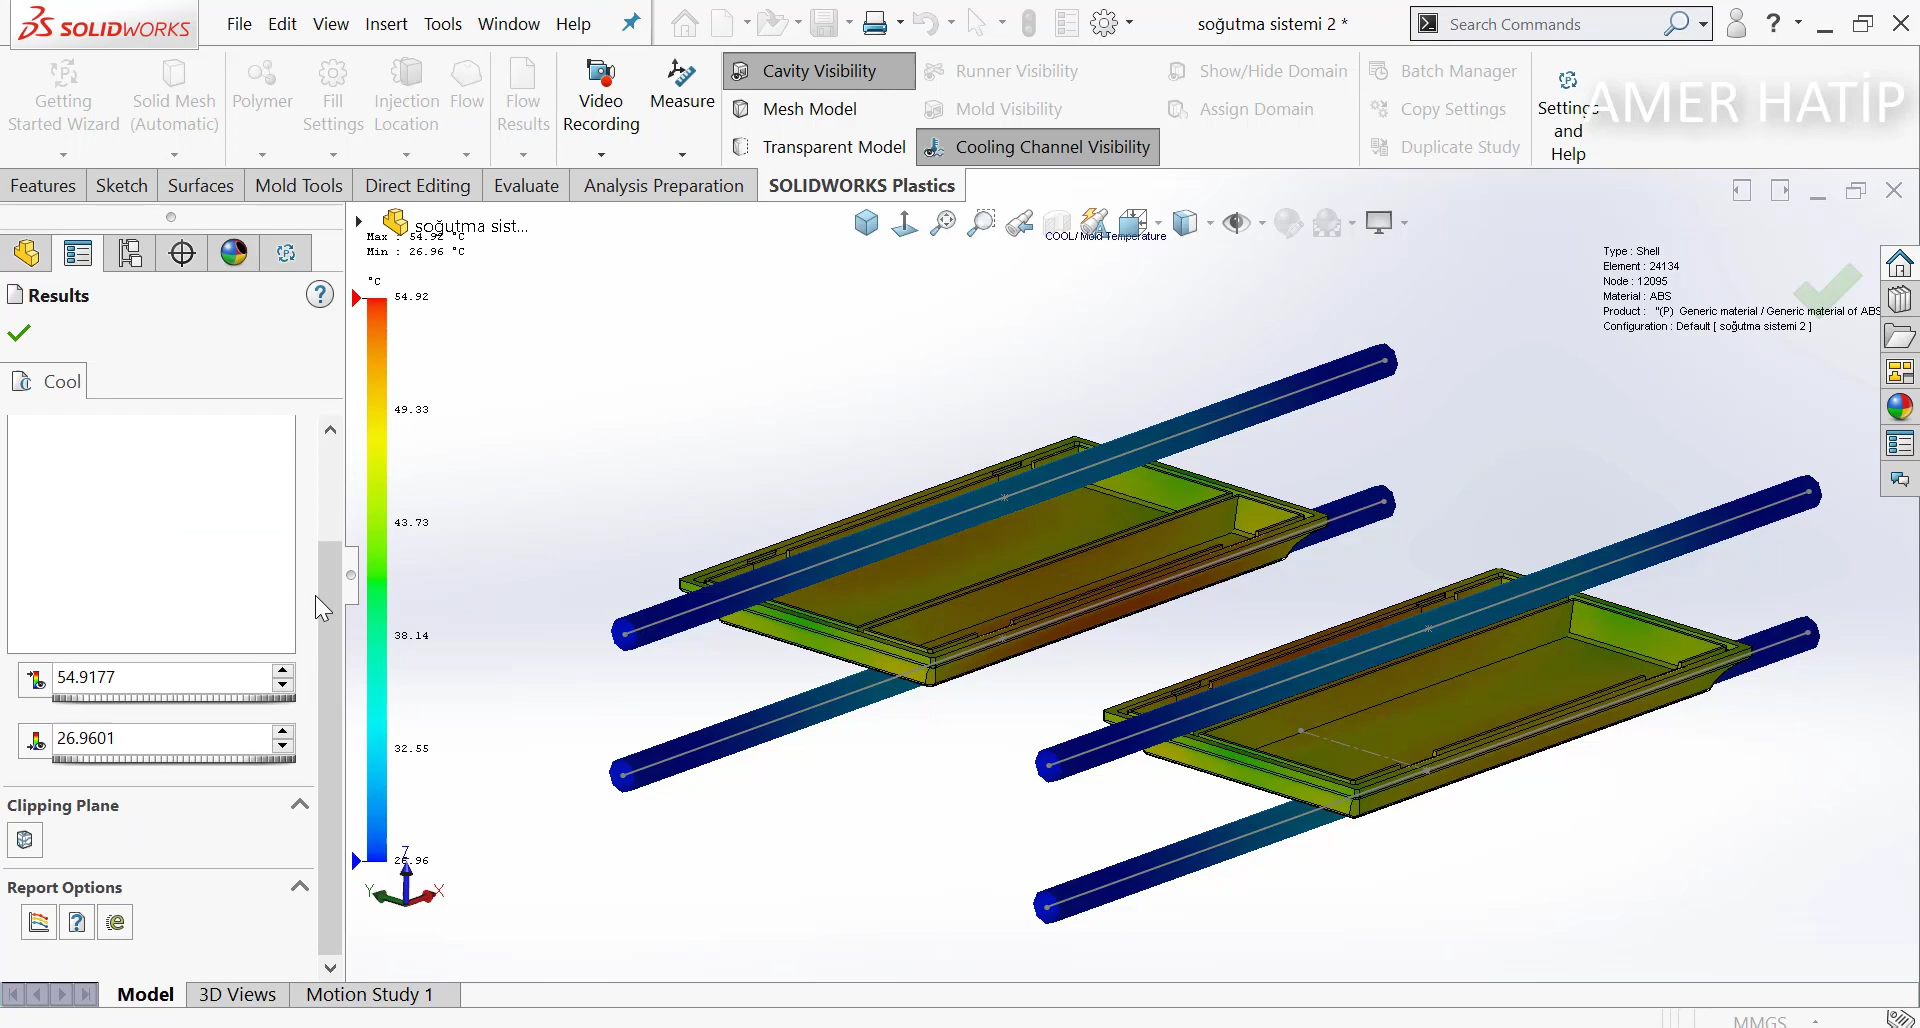 SOLIDWORKS
File Edit View Insert Tools Window Help
soğutma sistemi 2 *
Search Commands
?
Getting Started Wizard
Solid Mesh (Automatic)
Polymer
Fill Settings
Injection Location
Flow
Flow Results
Video Recording
Measure
Cavity Visibility
Mesh Model
Transparent Model
Runner Visibility
Mold Visibility
Cooling Channel Visibility
Show/Hide Domain
Assign Domain
Batch Manager
Copy Settings
Duplicate Study
Settings and Help
AMER HATİP
Features Sketch Surfaces Mold Tools Direct Editing Evaluate Analysis Preparation SOLIDWORKS Plastics
soğutma sist...
Max : 54.92 °C
Min : 26.96 °C
COOL/ Mold Temperature
°C
54.92
49.33
43.73
38.14
32.55
26.96
Type : Shell
Element : 24134
Node : 12095
Material : ABS
Product : "(P) Generic material / Generic material of ABS
Configuration : Default [ soğutma sistemi 2 ]
Results
?
Cool
54.9177
26.9601
Clipping Plane
Report Options
Z
Y
X
Model 3D Views Motion Study 1
MMGS